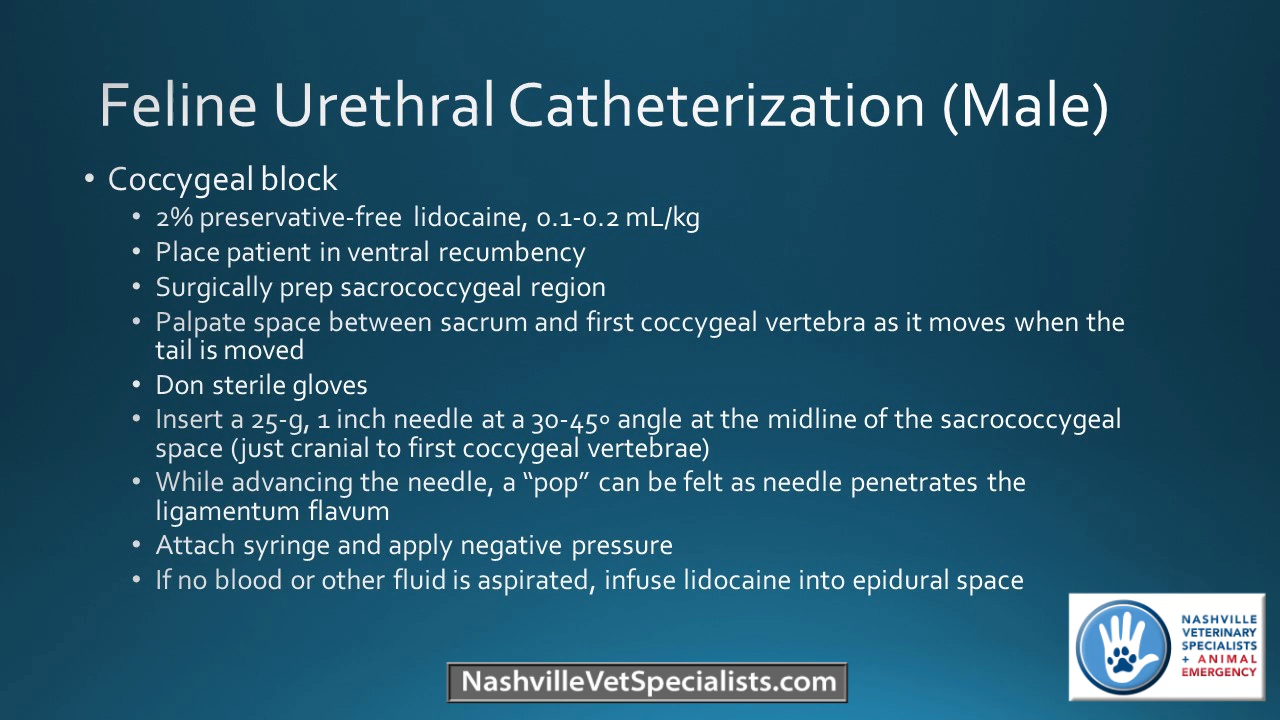 Feline Urethral Catheterization (Male)
• Coccygeal block
• 2% preservative-free lidocaine, 0.1-0.2 mL/kg
• Place patient in ventral recumbency
• Surgically prep sacrococcygeal region
• Palpate space between sacrum and first coccygeal vertebra as it moves when the
tail is moved
• Don sterile gloves
• Insert a 25-g, 1 inch needle at a 30-45º angle at the midline of the sacrococcygeal
space (just cranial to first coccygeal vertebrae)
• While advancing the needle, a “pop” can be felt as needle penetrates the
ligamentum flavum
• Attach syringe and apply negative pressure
• If no blood or other fluid is aspirated, infuse lidocaine into epidural space
NASHVILLE
VETERINARY
SPECIALISTS
+ ANIMAL
EMERGENCY
NashvilleVetSpecialists.com